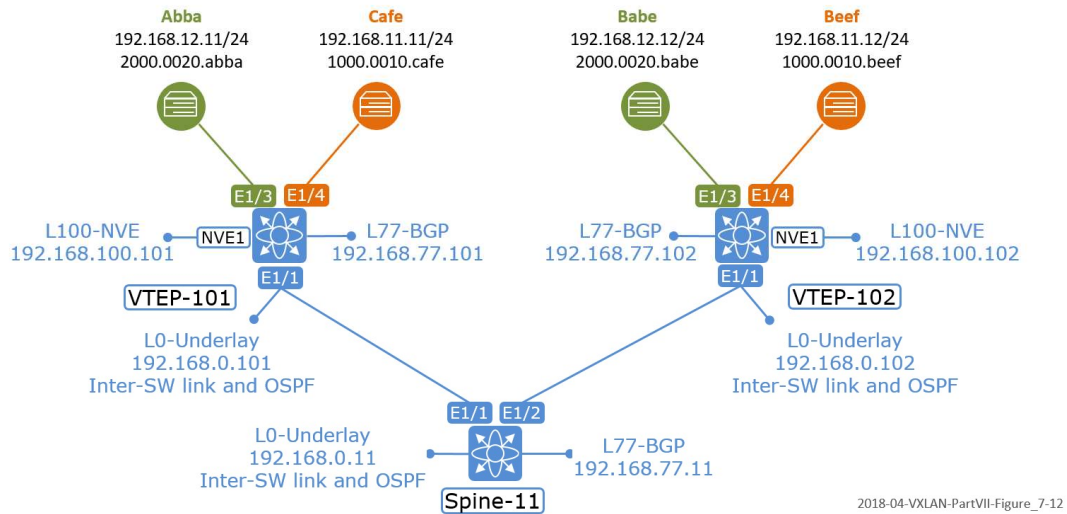 Abba
192.168.12.11/24
2000.0020.abba
Cafe
192.168.11.11/24
1000.0010.cafe
Babe
192.168.12.12/24
2000.0020.babe
Beef
192.168.11.12/24
1000.0010.beef
E1/3
E1/4
E1/3
E1/4
L100-NVE
192.168.100.101
NVE1
L77-BGP
192.168.77.101
L77-BGP
192.168.77.102
NVE1
L100-NVE
192.168.100.102
E1/1
E1/1
VTEP-101
VTEP-102
L0-Underlay
192.168.0.101
Inter-SW link and OSPF
L0-Underlay
192.168.0.102
Inter-SW link and OSPF
E1/1
E1/2
L0-Underlay
192.168.0.11
Inter-SW link and OSPF
L77-BGP
192.168.77.11
Spine-11
2018-04-VXLAN-PartVII-Figure_7-12